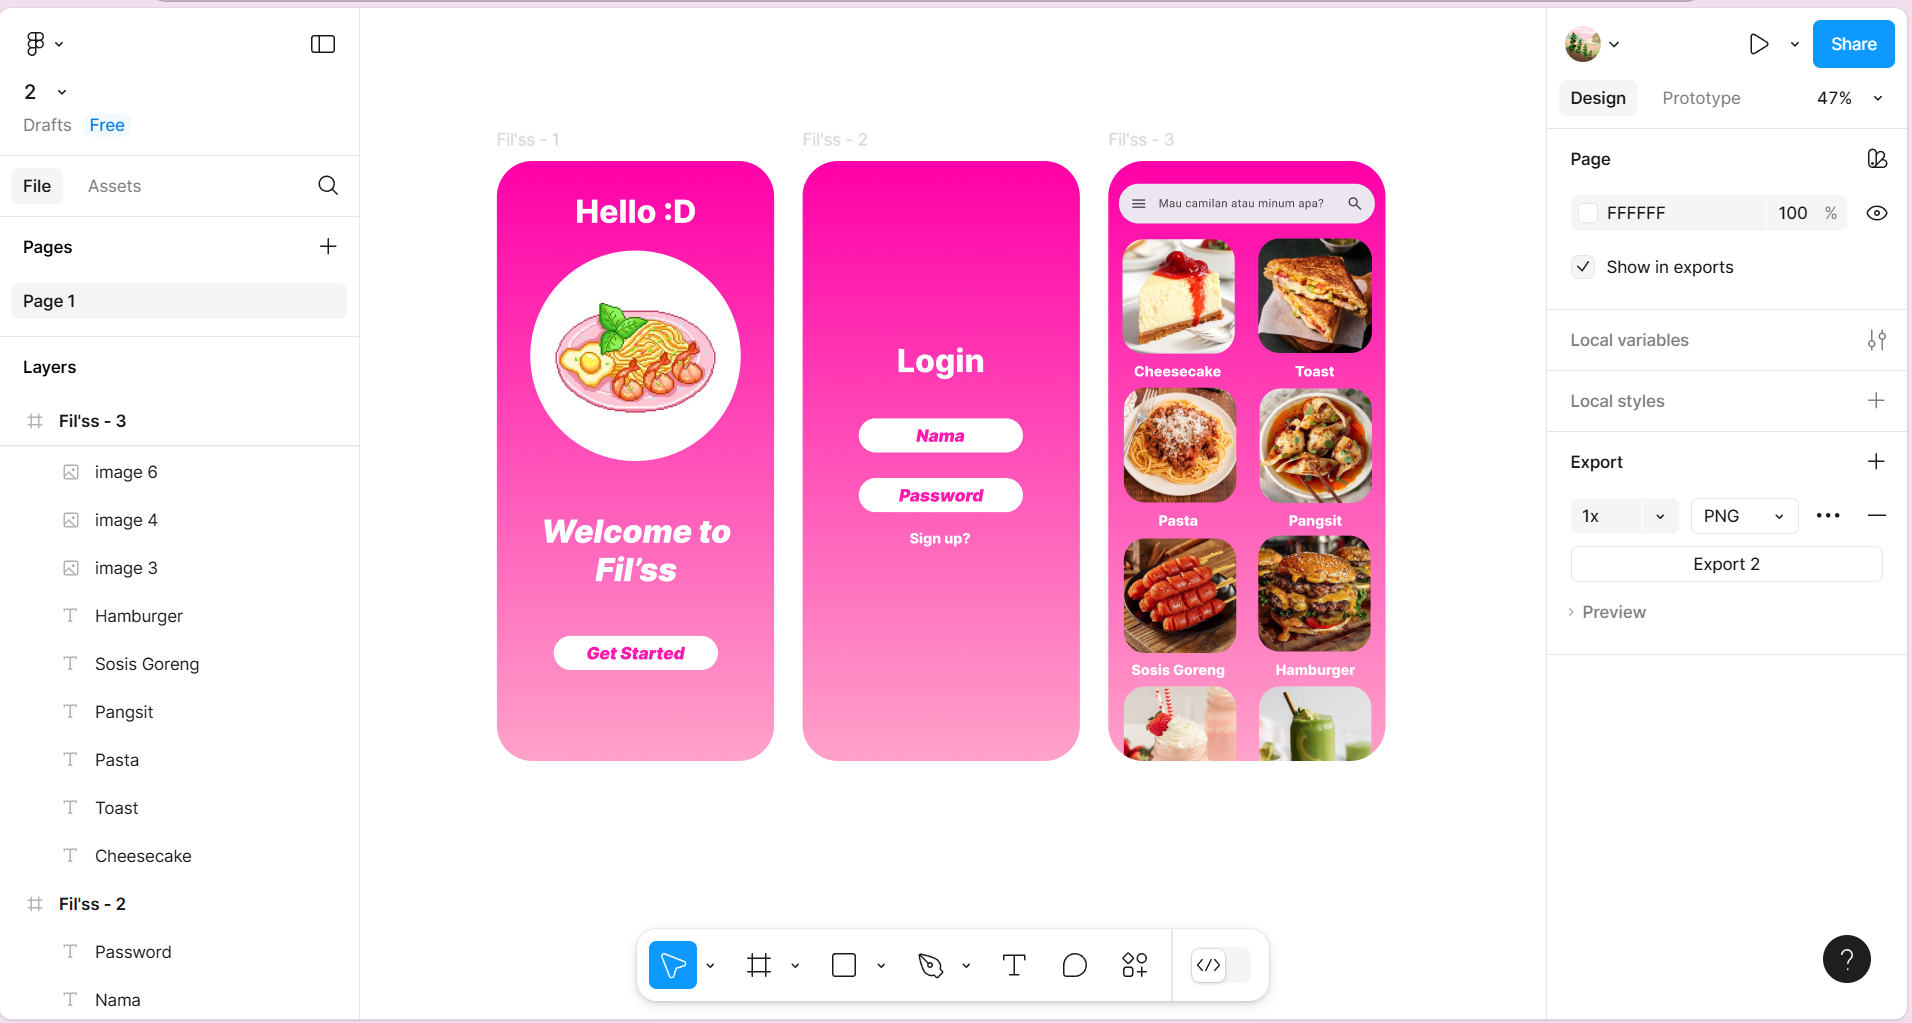 2
Drafts
Free
File
Assets
Pages
Page 1
Layers
Fil'ss - 3
image 6
image 4
image 3
Hamburger
Sosis Goreng
Pangsit
Pasta
Toast
Cheesecake
Fil'ss - 2
Password
Nama
Fil'ss - 1
Hello :D
Welcome to
Fil’ss
Get Started
Fil'ss - 2
Login
Nama
Password
Sign up?
Fil'ss - 3
Mau camilan atau minum apa?
Cheesecake
Toast
Pasta
Pangsit
Sosis Goreng
Hamburger
Share
Design
Prototype
47%
Page
FFFFFF
100 %
Show in exports
Local variables
Local styles
Export
1x
PNG
Export 2
Preview
?